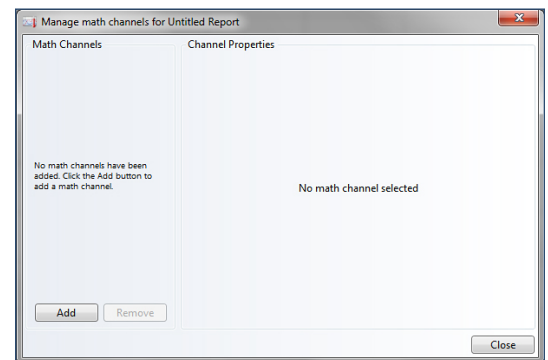 Manage math channels for Untitled Report
Math Channels
Channel Properties
No math channels have been
added. Click the Add button to
add a math channel.
No math channel selected
Add
Remove
Close